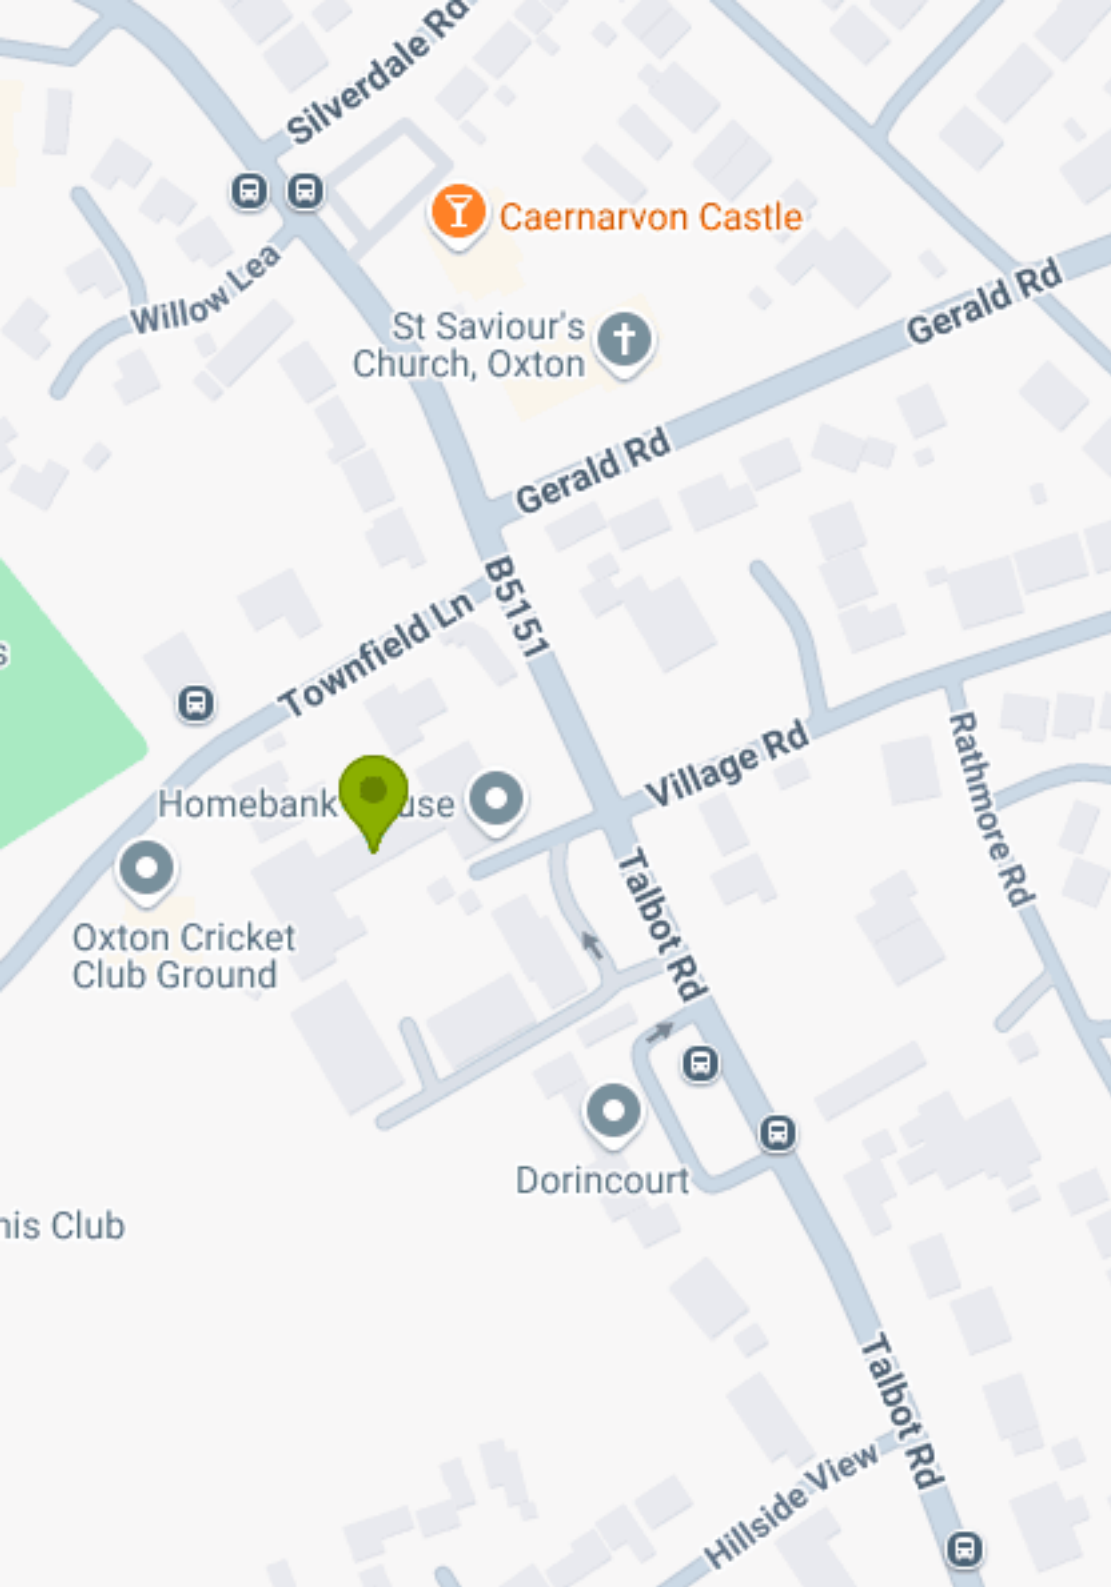 Silverdale Rd
Caernarvon Castle
Willow Lea
Gerald Rd
St Saviour's
Church, Oxton
Gerald Rd
B5151
Townfield Ln
s
Village Rd
Rathmore Rd
Homebank use
Talbot Rd
Oxton Cricket
Club Ground
Dorincourt
nis Club
Talbot Rd
Hillside View